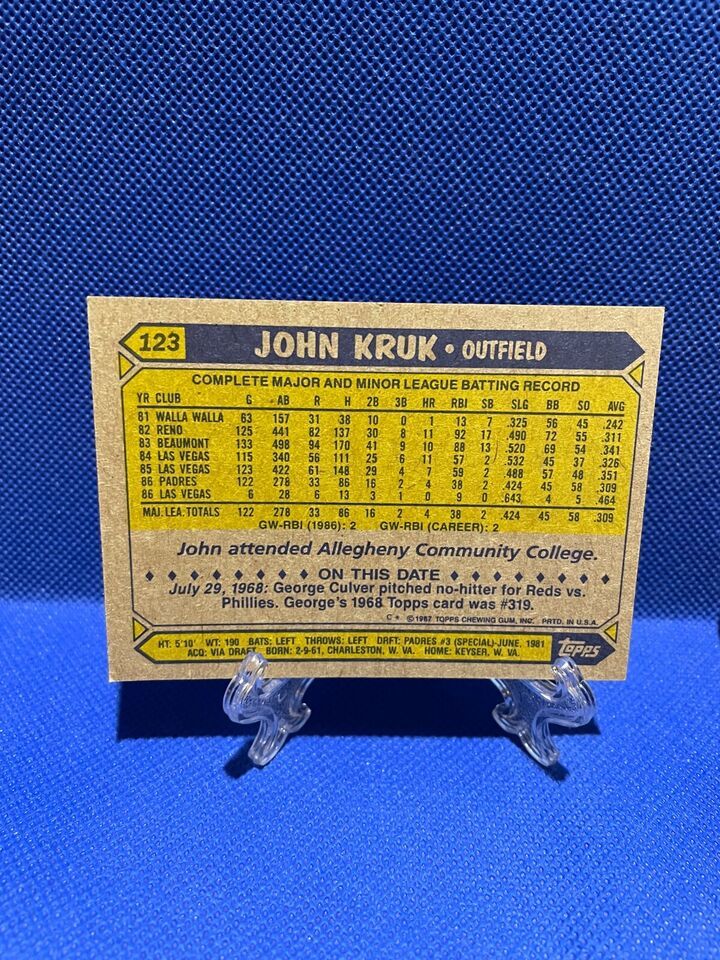 123 JOHN KRUK • OUTFIELD
COMPLETE MAJOR AND MINOR LEAGUE BATTING RECORD
YR CLUB G AB R H 2B 3B HR RBI SB SLG BB SO AVG
81 WALLA WALLA 63 157 31 38 10 0 1 13 7 .325 56 45 .242
82 RENO 125 441 82 137 30 8 11 92 17 .490 72 55 .311
83 BEAUMONT 133 498 94 170 41 9 10 88 13 .520 69 54 .341
84 LAS VEGAS 115 340 56 111 25 6 11 57 2 .532 45 37 .326
85 LAS VEGAS 123 422 61 148 29 4 7 59 2 .488 57 48 .351
86 PADRES 122 278 33 86 16 2 4 38 2 .424 45 58 .309
86 LAS VEGAS 6 28 6 13 3 1 0 9 0 .643 4 5 .464
MAJ. LEA. TOTALS 122 278 33 86 16 2 4 38 2 .424 45 58 .309
GW-RBI (1986): 2 GW-RBI (CAREER): 2
John attended Allegheny Community College.
ON THIS DATE
July 29, 1968: George Culver pitched no-hitter for Reds vs.
Phillies. George's 1968 Topps card was #319.
C* ©1987 TOPPS CHEWING GUM, INC. PRTD. IN U.S.A.
HT: 5'10" WT: 190 BATS: LEFT THROWS: LEFT DRFT: PADRES #3 (SPECIAL)-JUNE, 1981
ACQ: VIA DRAFT BORN: 2-9-61, CHARLESTON, W. VA. HOME: KEYSER, W. VA.
topps